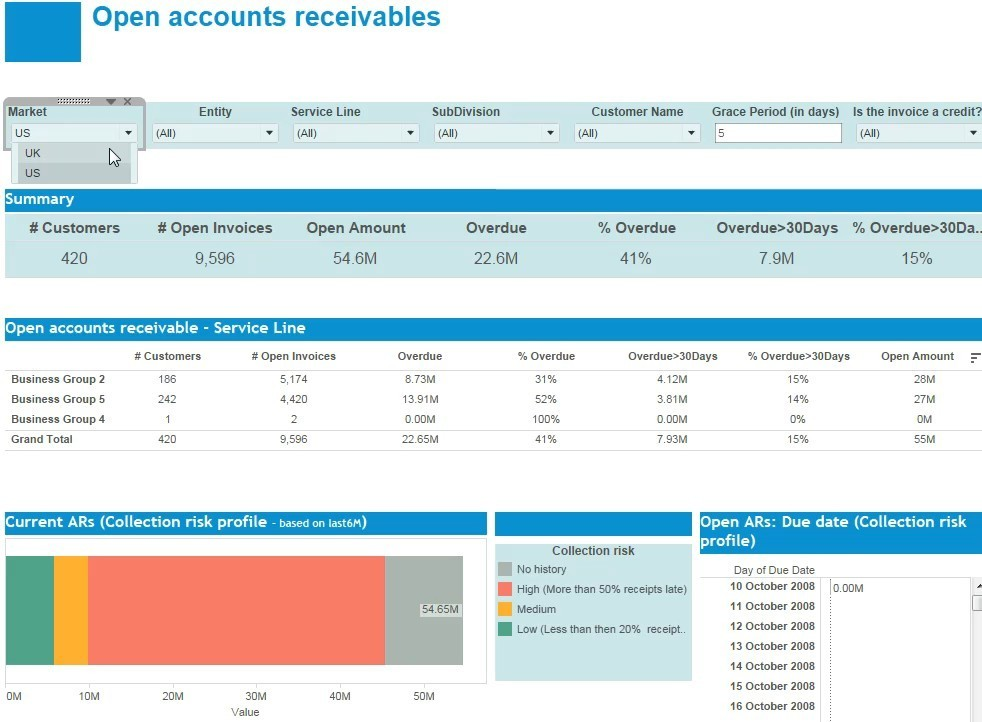 Open accounts receivables
Market Entity Service Line SubDivision Customer Name Grace Period (in days) Is the invoice a credit?
US (All) (All) (All) (All) 5 (All)
UK
US
Summary
# Customers # Open Invoices Open Amount Overdue % Overdue Overdue>30Days % Overdue>30Da..
420 9,596 54.6M 22.6M 41% 7.9M 15%
Open accounts receivable - Service Line
# Customers # Open Invoices Overdue % Overdue Overdue>30Days % Overdue>30Days Open Amount
Business Group 2 186 5,174 8.73M 31% 4.12M 15% 28M
Business Group 5 242 4,420 13.91M 52% 3.81M 14% 27M
Business Group 4 1 2 0.00M 100% 0.00M 0% 0M
Grand Total 420 9,596 22.65M 41% 7.93M 15% 55M
Current ARs (Collection risk profile - based on last6M)
54.65M
0M 10M 20M 30M 40M 50M
Value
Collection risk
No history
High (More than 50% receipts late)
Medium
Low (Less than then 20% receipt..
Open ARs: Due date (Collection risk
profile)
Day of Due Date
10 October 2008 0.00M
11 October 2008
12 October 2008
13 October 2008
14 October 2008
15 October 2008
16 October 2008